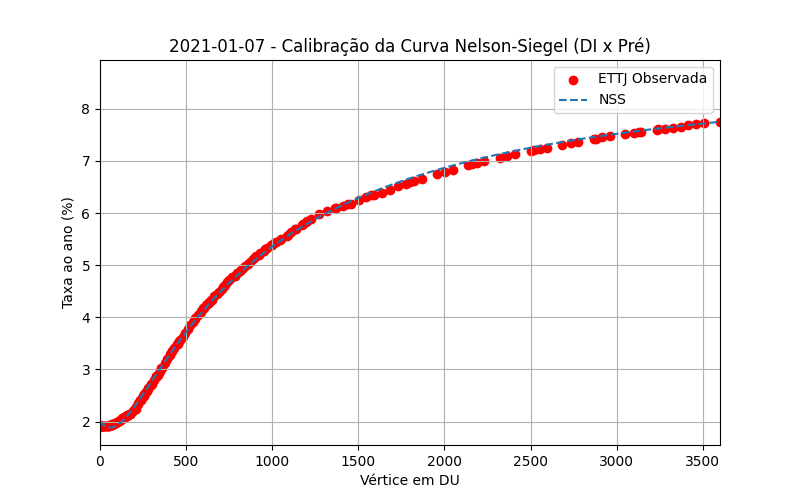 2021-01-07 - Calibração da Curva Nelson-Siegel (DI x Pré)
ETTJ Observada
NSS
Taxa ao ano (%)
8
7
6
5
4
3
2
0 500 1000 1500 2000 2500 3000 3500
Vértice em DU